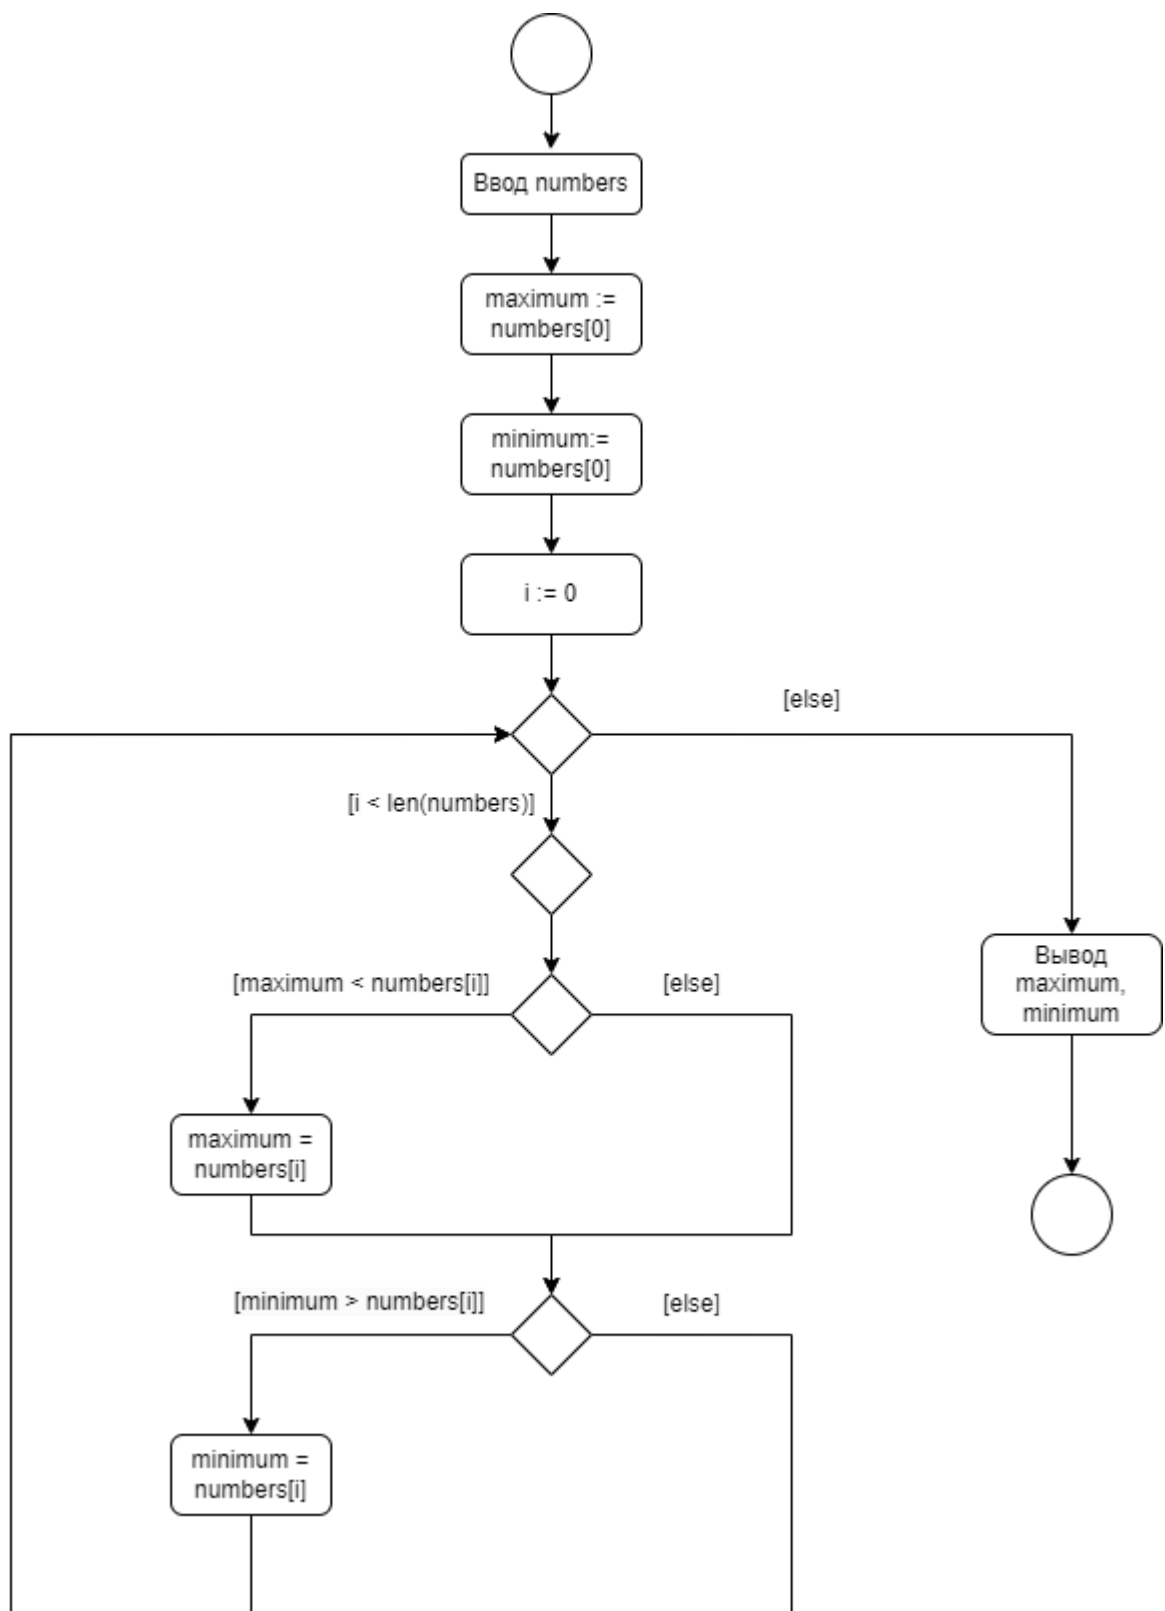 Ввод numbers
maximum :=
numbers[0]
minimum:=
numbers[0]
i := 0
[else]
[i < len(numbers)]
[maximum < numbers[i]]
[else]
Вывод
maximum,
minimum
maximum =
numbers[i]
[minimum > numbers[i]]
[else]
minimum =
numbers[i]